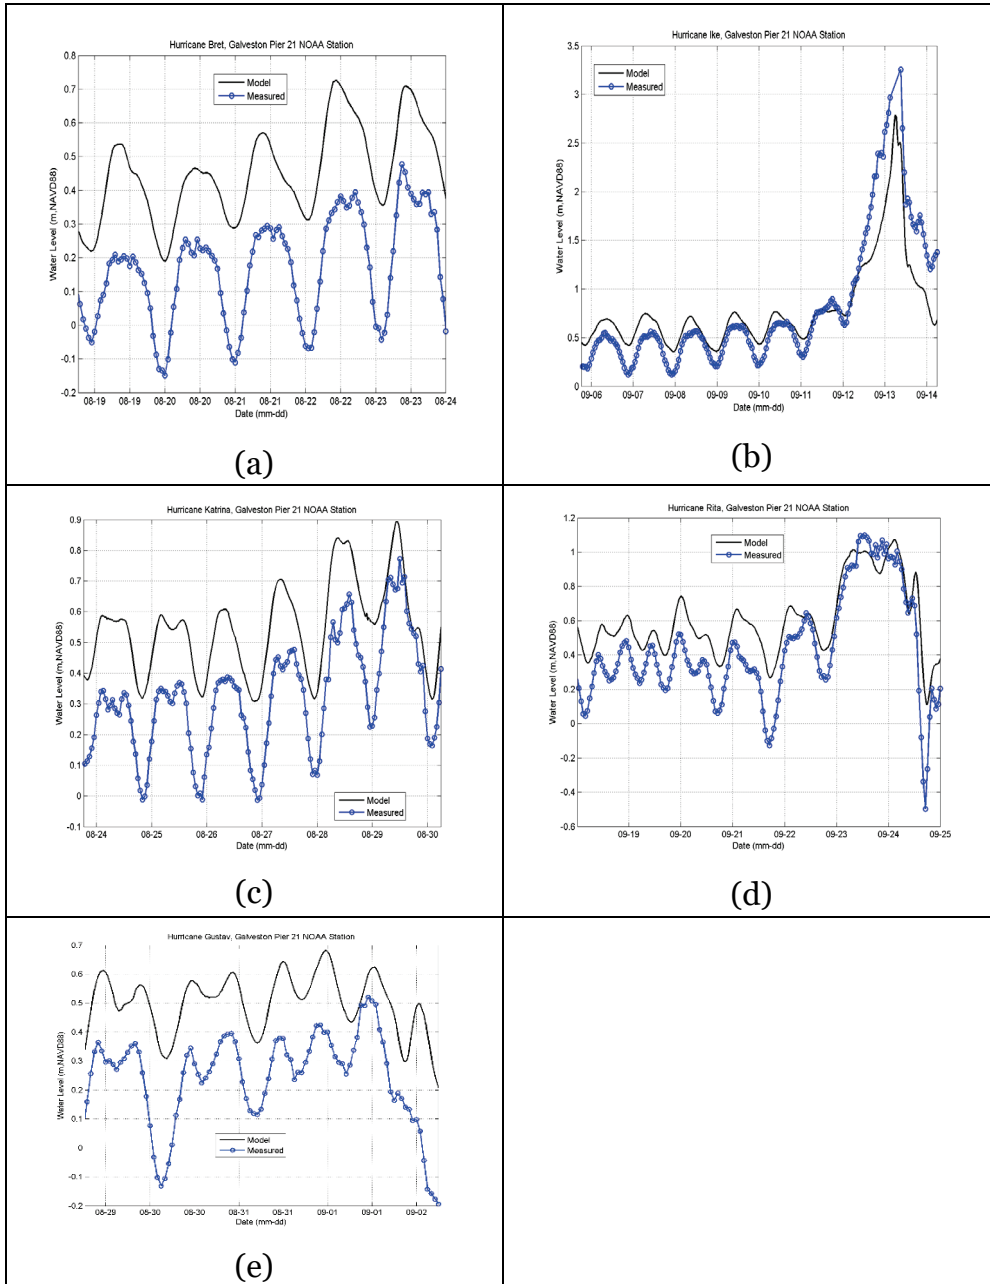 Hurricane Bret, Galveston Pier 21 NOAA Station
0.8
0.7
0.6
0.5
0.4
0.3
0.2
0.1
0
-0.1
-0.2
Water Level (m,NAVD88)
Model
Measured
08-19 08-19 08-20 08-20 08-21 08-21 08-22 08-22 08-23 08-23 08-24
Date (mm-dd)
(a)
Hurricane Ike, Galveston Pier 21 NOAA Station
3.5
3
2.5
2
1.5
1
0.5
0
Water Level (m,NAVD88)
Model
Measured
09-06 09-07 09-08 09-09 09-10 09-11 09-12 09-13 09-14
Date (mm-dd)
(b)
Hurricane Katrina, Galveston Pier 21 NOAA Station
0.9
0.8
0.7
0.6
0.5
0.4
0.3
0.2
0.1
0
-0.1
Water Level (m,NAVD88)
Model
Measured
08-24 08-25 08-26 08-27 08-28 08-29 08-30
Date (mm-dd)
(c)
Hurricane Rita, Galveston Pier 21 NOAA Station
1.2
1
0.8
0.6
0.4
0.2
0
-0.2
-0.4
-0.6
Water Level (m,NAVD88)
Model
Measured
09-19 09-20 09-21 09-22 09-23 09-24 09-25
Date (mm-dd)
(d)
Hurricane Gustav, Galveston Pier 21 NOAA Station
0.7
0.6
0.5
0.4
0.3
0.2
0.1
0
-0.1
-0.2
Water Level (m,NAVD88)
Model
Measured
08-29 08-30 08-30 08-31 08-31 09-01 09-01 09-02
Date (mm-dd)
(e)